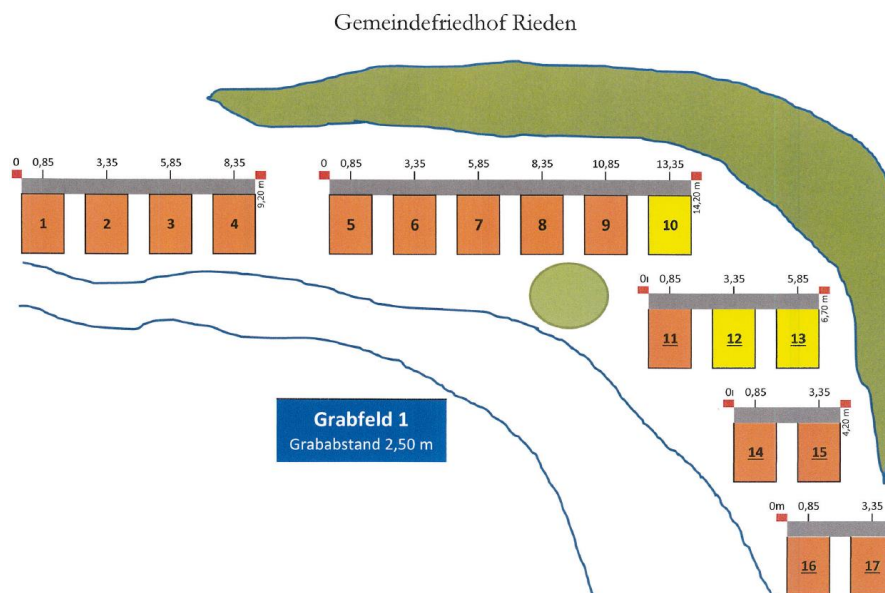 Gemeindefriedhof Rieden
0 0,85 3,35 5,85 8,35
9,20 m
1 2 3 4
0 0,85 3,35 5,85 8,35 10,85 13,35
14,20 m
5 6 7 8 9 10
0 0,85 3,35 5,85
6,70 m
11 12 13
Grabfeld 1
Grababstand 2,50 m
0 0,85 3,35
4,20 m
14 15
0m 0,85 3,35
16 17